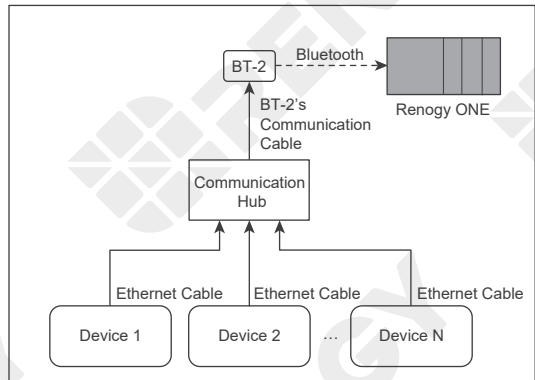 BT-2
Bluetooth
Renogy ONE
BT-2's
Communication
Cable
Communication
Hub
Ethernet Cable
Ethernet Cable
Ethernet Cable
Device 1
Device 2
...
Device N